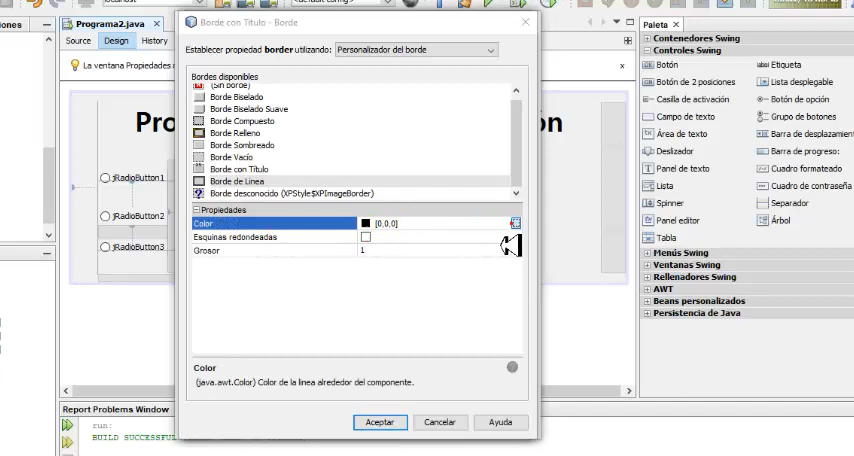 ones
Programa2.java
Source
Design
History
La ventana Propiedades
Pro
ón
jRadioButton1
jRadioButton2
jRadioButton3
Borde con Título - Borde
Establecer propiedad border utilizando:
Personalizador del borde
Bordes disponibles
(Sin borde)
Borde Biselado
Borde Biselado Suave
Borde Compuesto
Borde Relleno
Borde Sombreado
Borde Vacío
Borde con Título
Borde de Linea
Borde desconocido (XPStyle$XPImageBorder)
Propiedades
Color
[0,0,0]
Esquinas redondeadas
Grosor
1
Color
(java.awt.Color) Color de la linea alrededor del componente.
Aceptar
Cancelar
Ayuda
Report Problems Window
run:
BUILD SUCCESSFUL
Paleta
Contenedores Swing
Controles Swing
Botón
Etiqueta
Botón de 2 posiciones
Lista desplegable
Casilla de activación
Botón de opción
Campo de texto
Grupo de botones
Área de texto
Barra de desplazamien
Deslizador
Barra de progreso:
Panel de texto
Cuadro formateado
Lista
Cuadro de contraseña
Spinner
Separador
Panel editor
Árbol
Tabla
Menús Swing
Ventanas Swing
Rellenadores Swing
AWT
Beans personalizados
Persistencia de Java